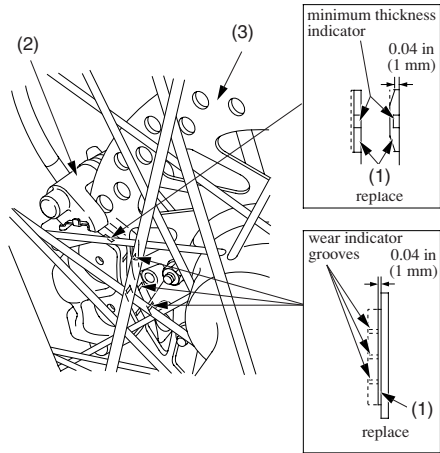 (2)
(3)
minimum thickness
indicator
0.04 in
(1 mm)
(1)
replace
wear indicator
grooves
0.04 in
(1 mm)
(1)
replace